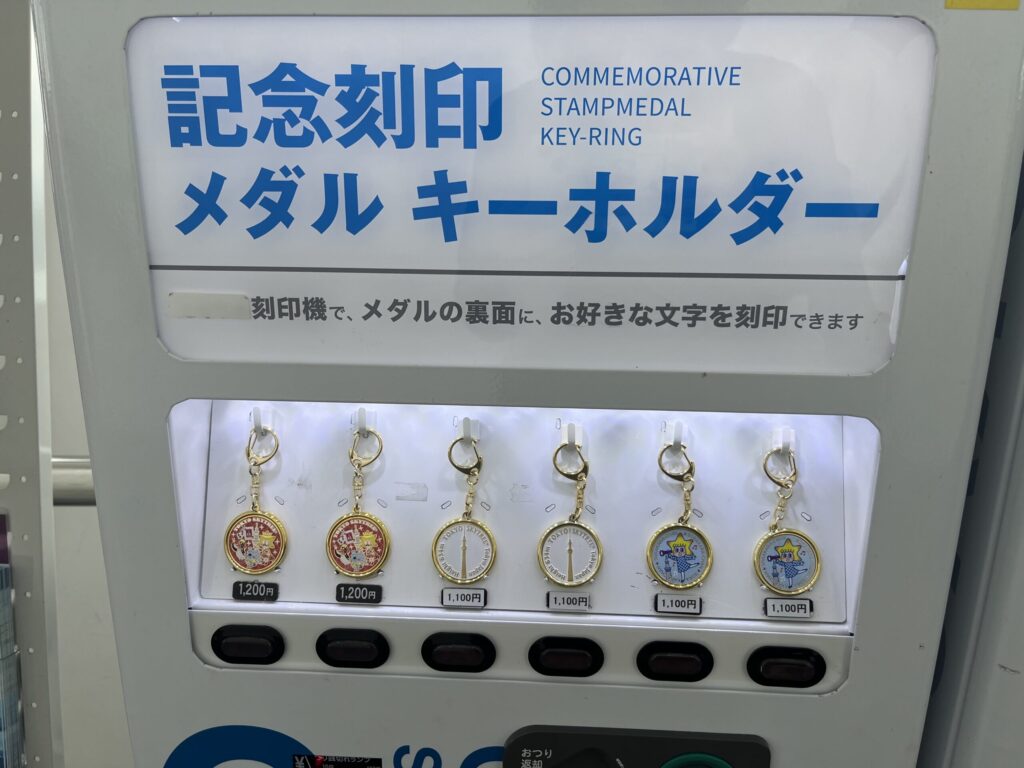 記念刻印
COMMEMORATIVE
STAMPMEDAL
KEY-RING
メダル キーホルダー
刻印機で、メダルの裏面に、お好きな文字を刻印できます
TOKYO SKYTREE
TOKYO SKYTREE
1,200円
1,200円
1,100円
1,100円
1,100円
1,100円
おつり
返却